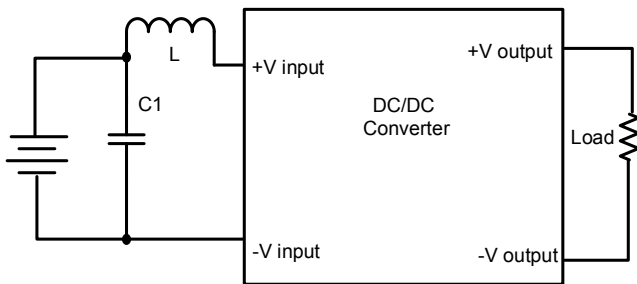 L
+V input
+V output
C1
DC/DC
Converter
Load
-V input
-V output